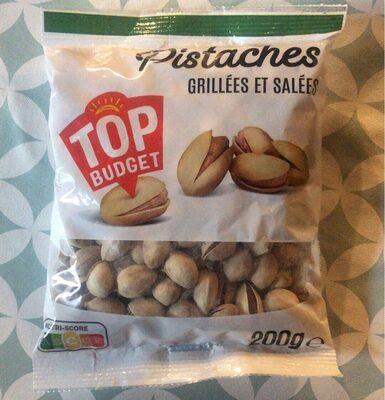 Pistaches
GRILLÉES ET SALÉES
TOP
BUDGET
NUTRI-SCORE
200g e